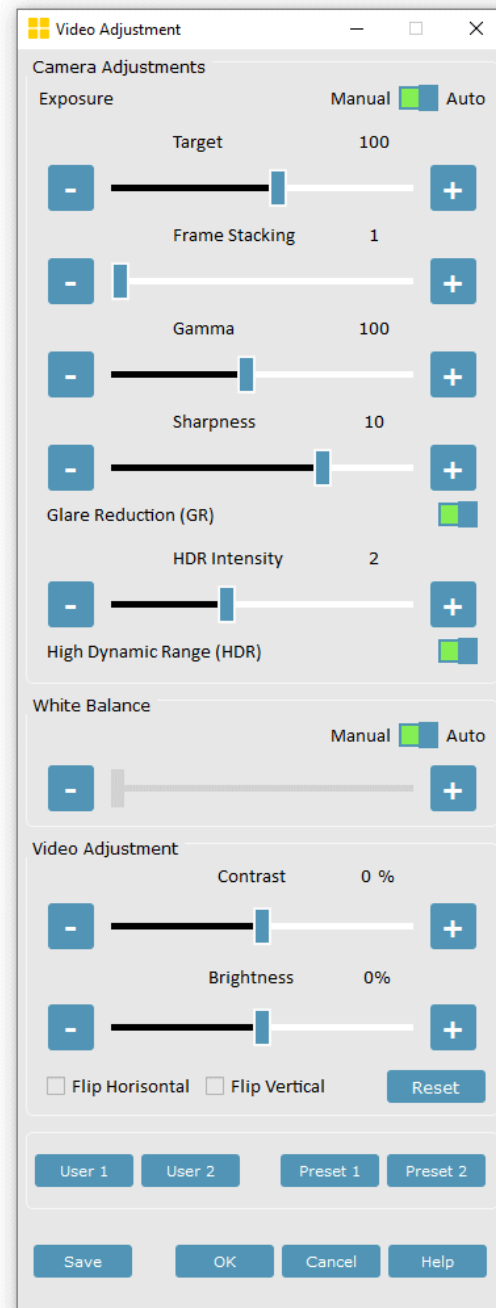 Video Adjustment
Camera Adjustments
Exposure Manual Auto
Target 100
- +
Frame Stacking 1
- +
Gamma 100
- +
Sharpness 10
- +
Glare Reduction (GR)
HDR Intensity 2
- +
High Dynamic Range (HDR)
White Balance
Manual Auto
- +
Video Adjustment
Contrast 0 %
- +
Brightness 0%
- +
Flip Horisontal Flip Vertical Reset
User 1 User 2 Preset 1 Preset 2
Save OK Cancel Help